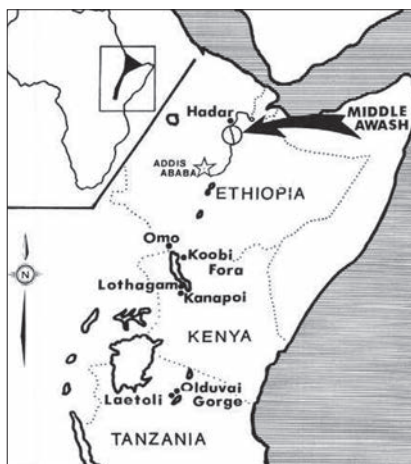 Hadar
MIDDLE
AWASH
ADDIS
ABABA
ETHIOPIA
Omo
Koobi
Fora
Lothagam
Kanapoi
N
KENYA
Olduvai
Gorge
Laetoli
TANZANIA